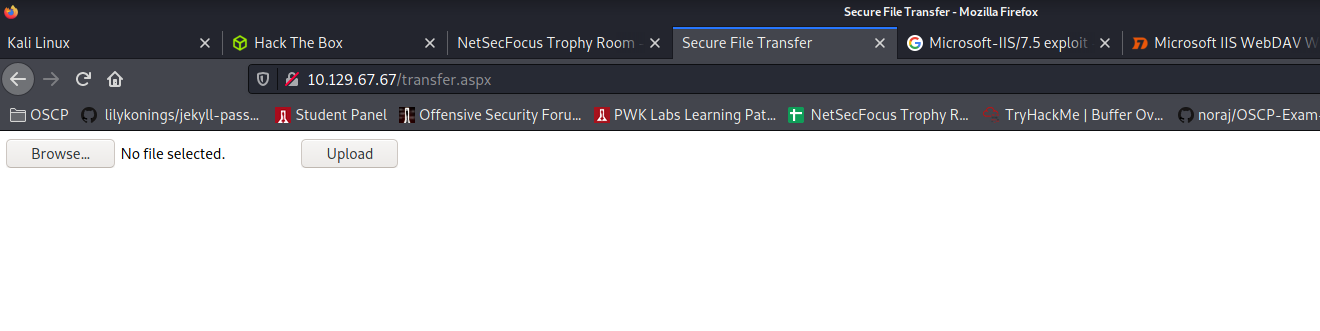 Secure File Transfer - Mozilla Firefox
Kali Linux Hack The Box NetSecFocus Trophy Room - Secure File Transfer Microsoft-IIS/7.5 exploit Microsoft IIS WebDAV W
10.129.67.67/transfer.aspx
OSCP lilykonings/jekyll-pass... Student Panel Offensive Security Foru... PWK Labs Learning Pat... NetSecFocus Trophy R... TryHackMe | Buffer Ov... noraj/OSCP-Exam-
Browse... No file selected. Upload